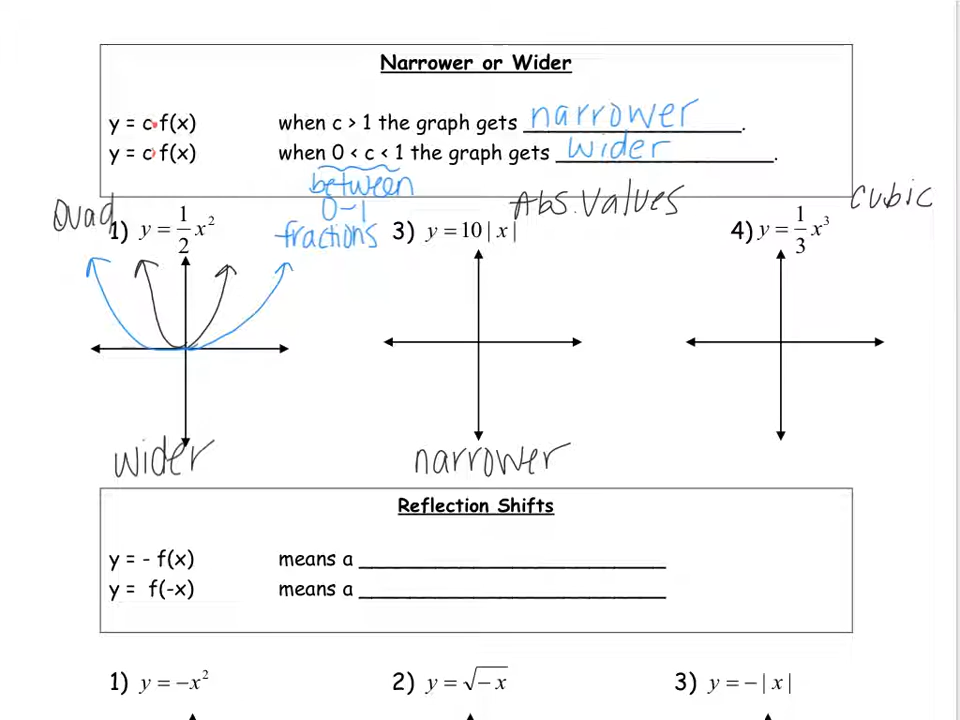 Narrower or Wider
y = c·f(x) when c > 1 the graph gets narrower.
y = c·f(x) when 0 < c < 1 the graph gets wider.
between
0-1
fractions
Quad
Abs. Values
cubic
1) y = 1/2 x² 3) y = 10 | x | 4) y = 1/3 x³
wider narrower
Reflection Shifts
y = - f(x) means a ____________________
y = f(-x) means a ____________________
1) y = −x² 2) y = √−x 3) y = − | x |